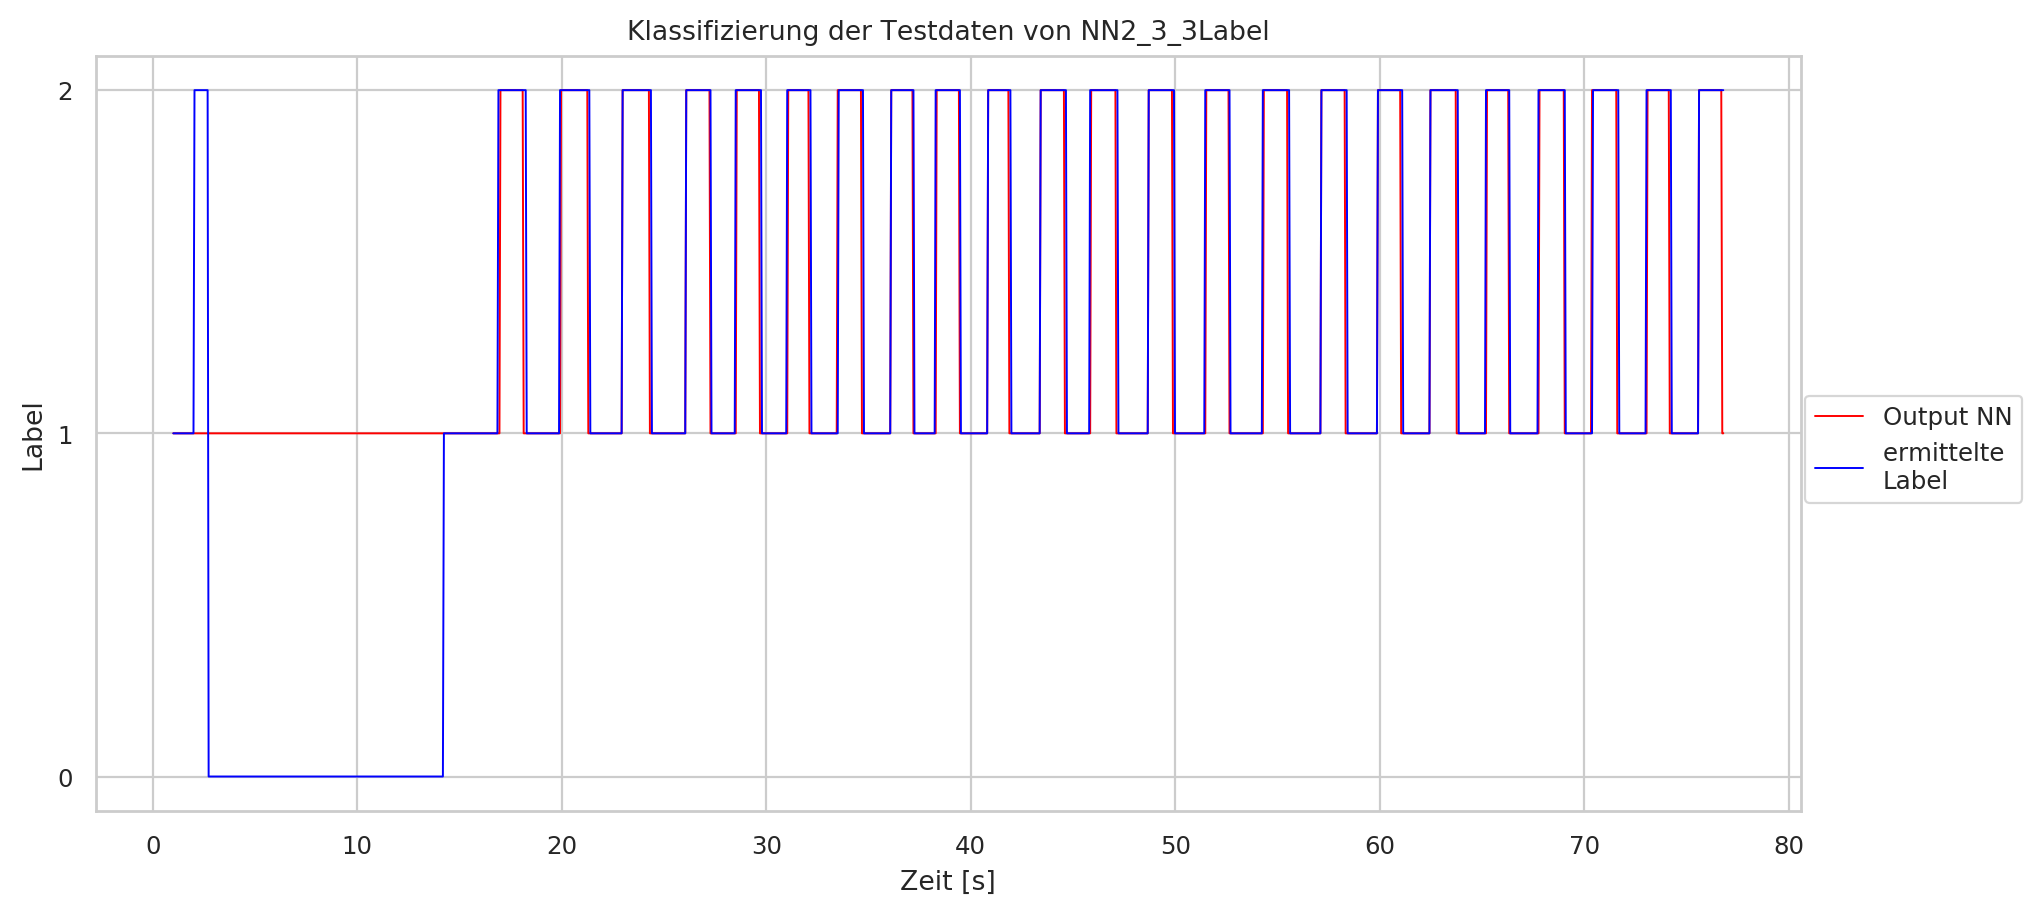 Klassifizierung der Testdaten von NN2_3_3Label
2
1
0
Label
0 10 20 30 40 50 60 70 80
Zeit [s]
Output NN
ermittelte
Label